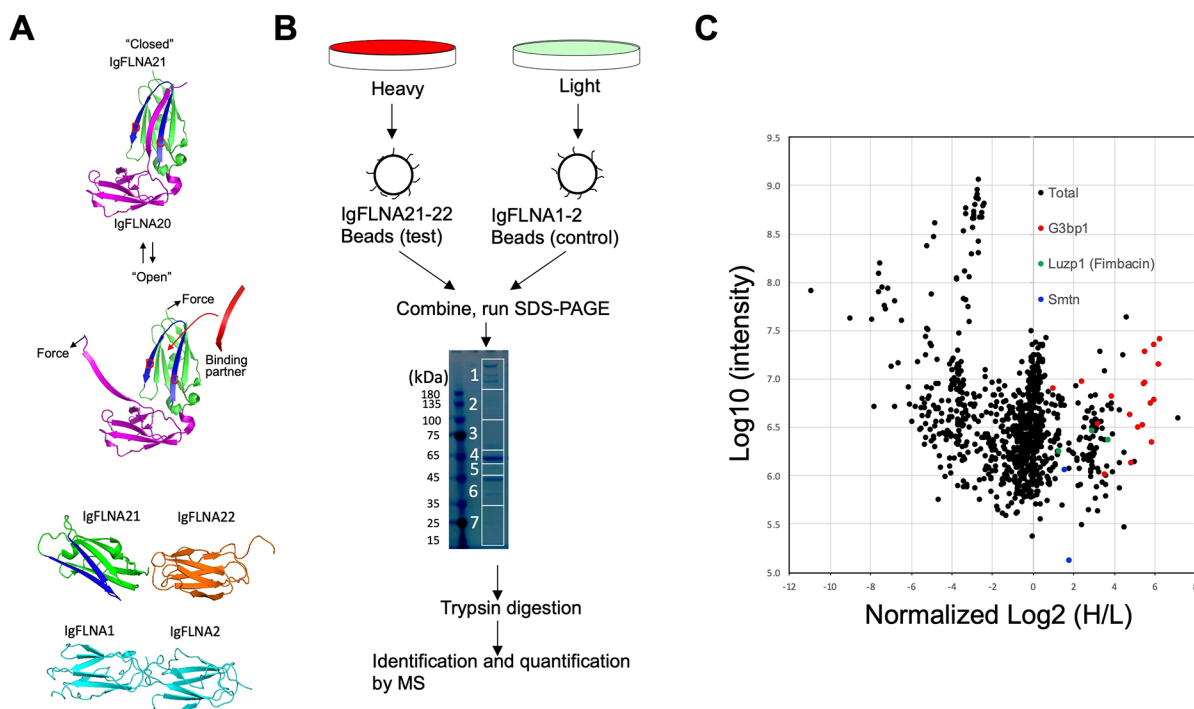 A
"Closed"
IgFLNA21
IgFLNA20
"Open"
Force
Force
Binding
partner
IgFLNA21
IgFLNA22
IgFLNA1
IgFLNA2
B
Heavy
Light
IgFLNA21-22
Beads (test)
IgFLNA1-2
Beads (control)
Combine, run SDS-PAGE
(kDa)
180
135
100
75
65
45
35
25
15
1
2
3
4
5
6
7
Trypsin digestion
Identification and quantification
by MS
C
Log10 (intensity)
9.5
9.0
8.5
8.0
7.5
7.0
6.5
6.0
5.5
5.0
Total
G3bp1
Luzp1 (Fimbacin)
Smtn
-12
-10
-8
-6
-4
-2
0
2
4
6
8
Normalized Log2 (H/L)